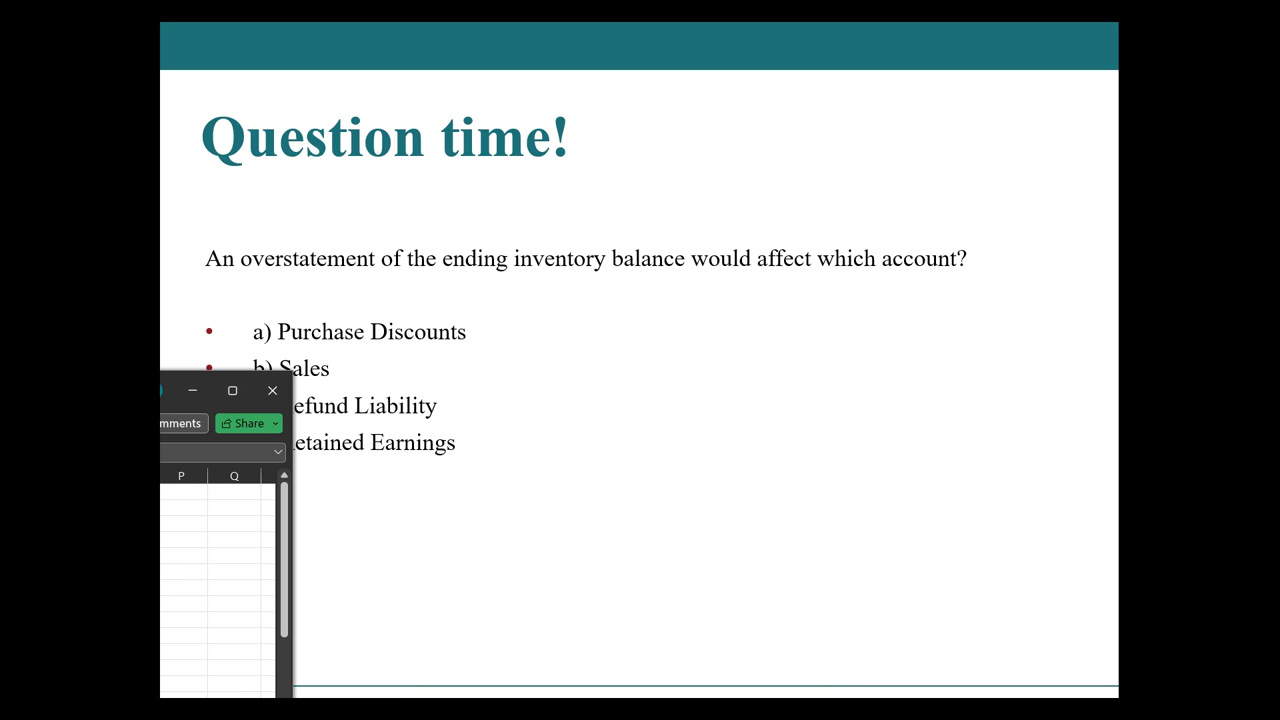 Question time!
An overstatement of the ending inventory balance would affect which account?
• a) Purchase Discounts
• b) Sales
efund Liability
etained Earnings
mments Share
P Q